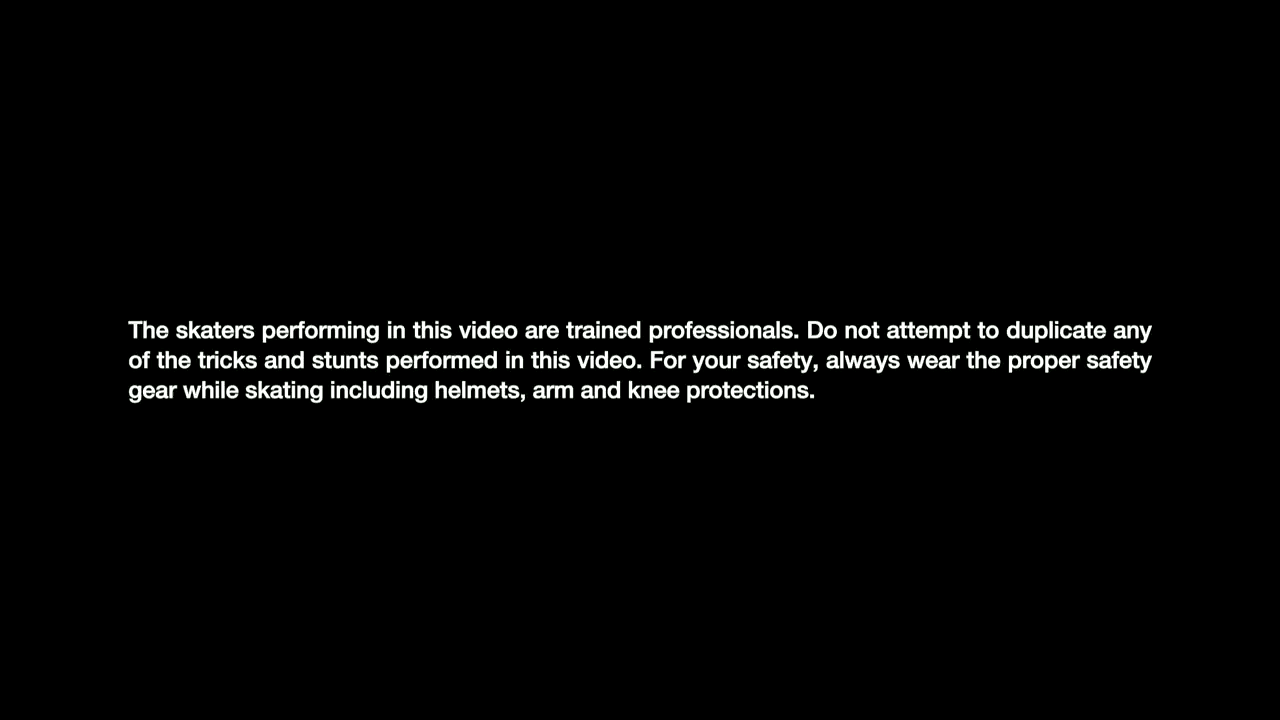 The skaters performing in this video are trained professionals. Do not attempt to duplicate any
of the tricks and stunts performed in this video. For your safety, always wear the proper safety
gear while skating including helmets, arm and knee protections.